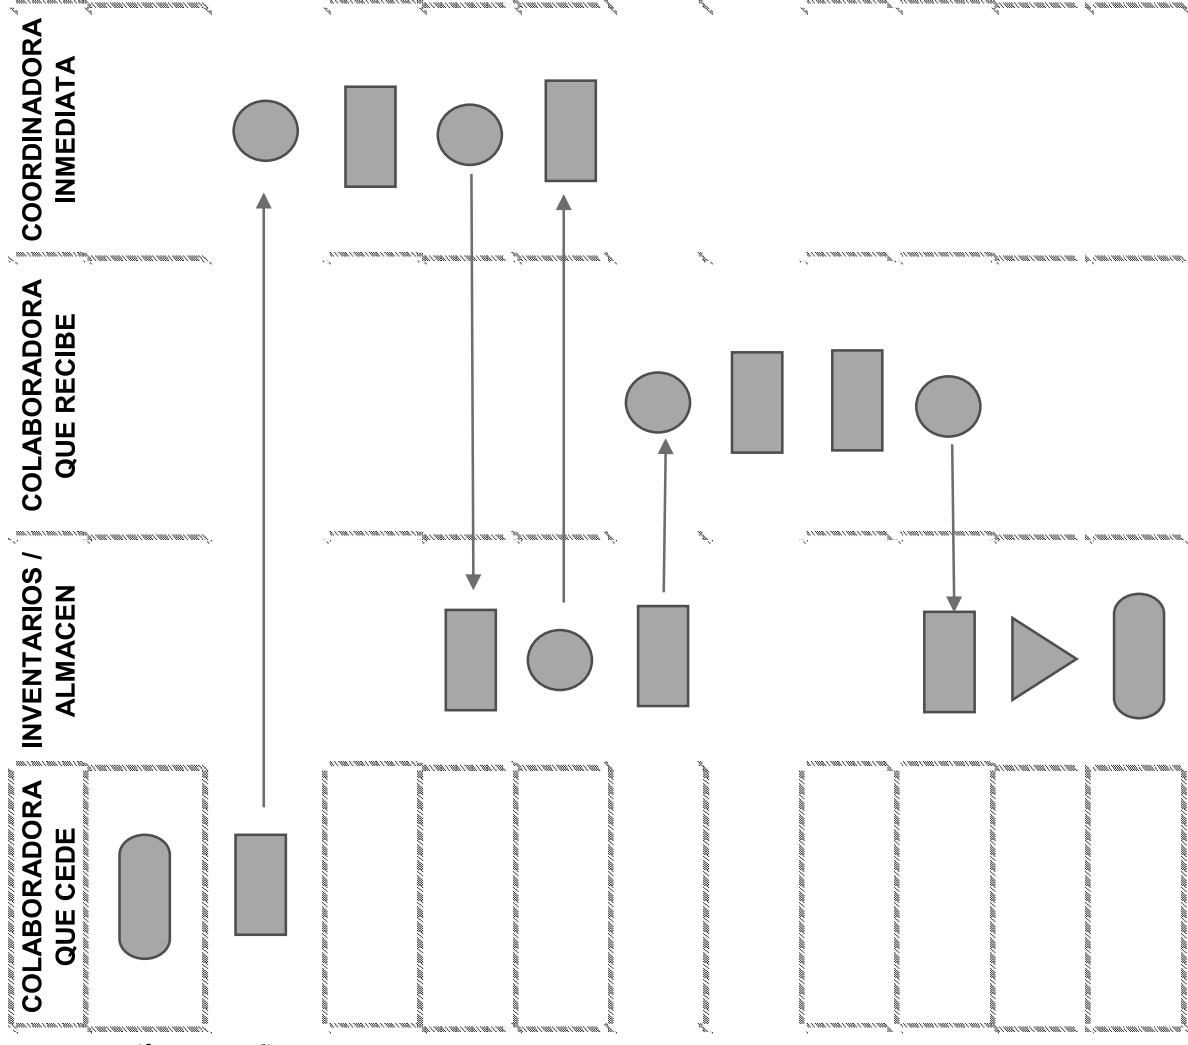 COORDINADORA
INMEDIATA
COLABORADORA
QUE RECIBE
INVENTARIOS /
ALMACEN
COLABORADORA
QUE CEDE